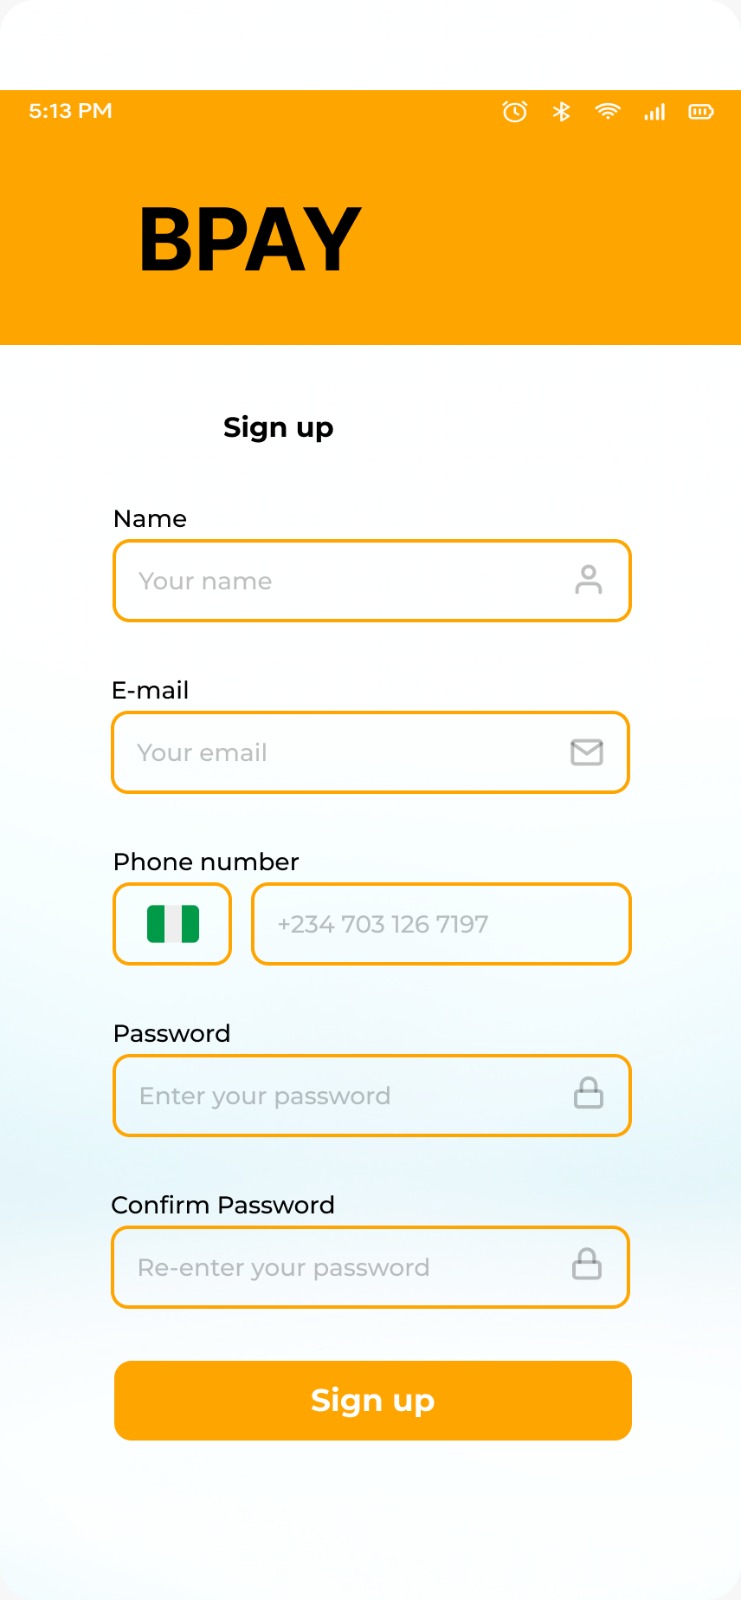 5:13 PM
BPAY
Sign up
Name
Your name
E-mail
Your email
Phone number
+234 703 126 7197
Password
Enter your password
Confirm Password
Re-enter your password
Sign up